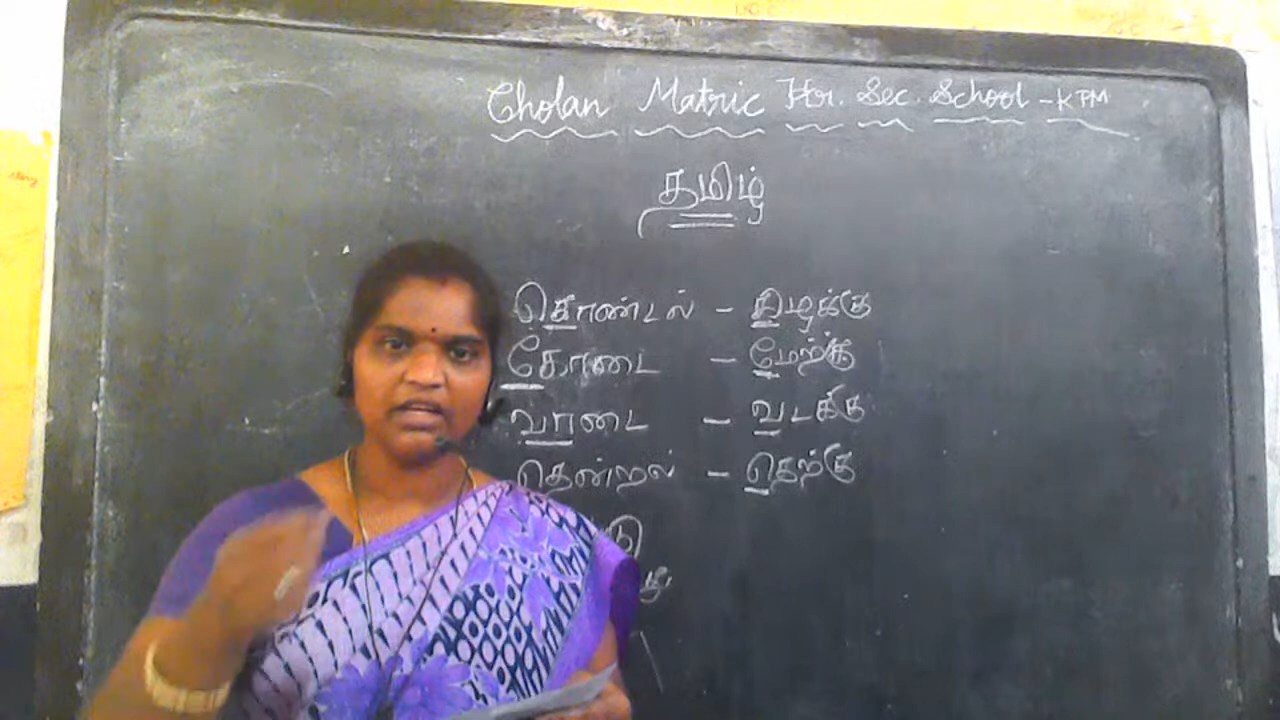 Cholan Matric Hr. Sec. School - KPM
தமிழ்
கொண்டல் - கிழக்கு
கோடை - மேற்கு
வாடை - வடக்கு
தென்றல் - தெற்கு